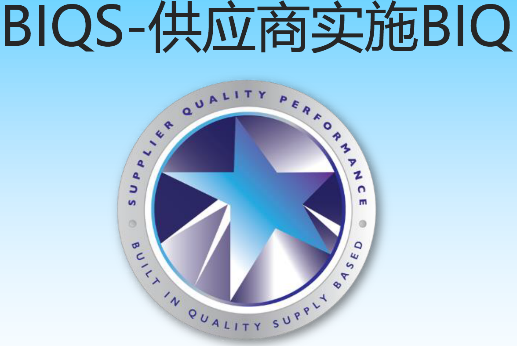 BIQS-供应商实施BIQ
SUPPLIER QUALITY PERFORMANCE
BUILT IN QUALITY SUPPLY BASED